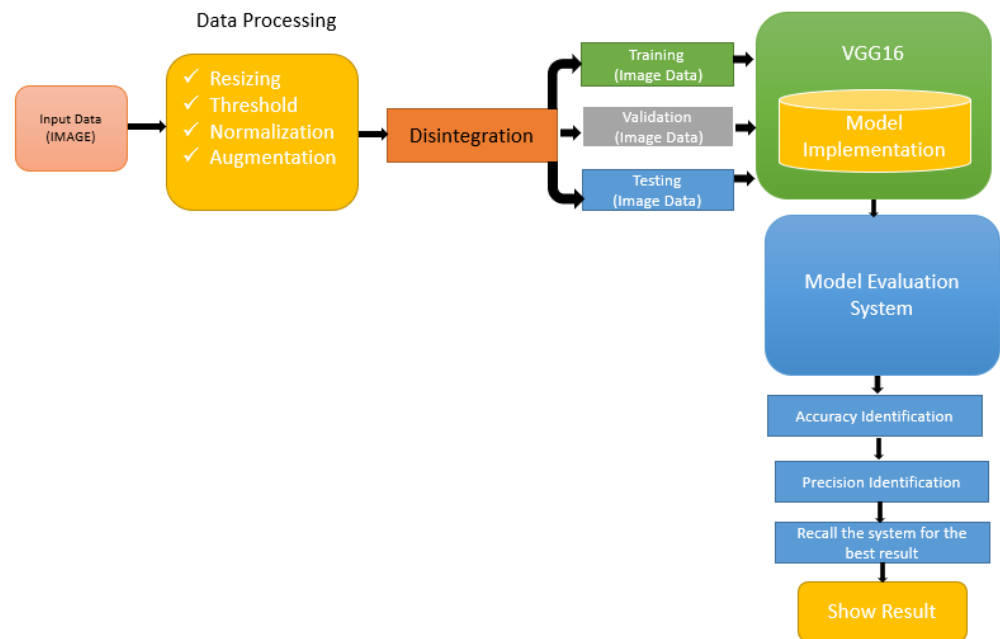 Data Processing
Input Data
(IMAGE)
✓ Resizing
✓ Threshold
✓ Normalization
✓ Augmentation
Disintegration
Training
(Image Data)
Validation
(Image Data)
Testing
(Image Data)
VGG16
Model
Implementation
Model Evaluation
System
Accuracy Identification
Precision Identification
Recall the system for the
best result
Show Result